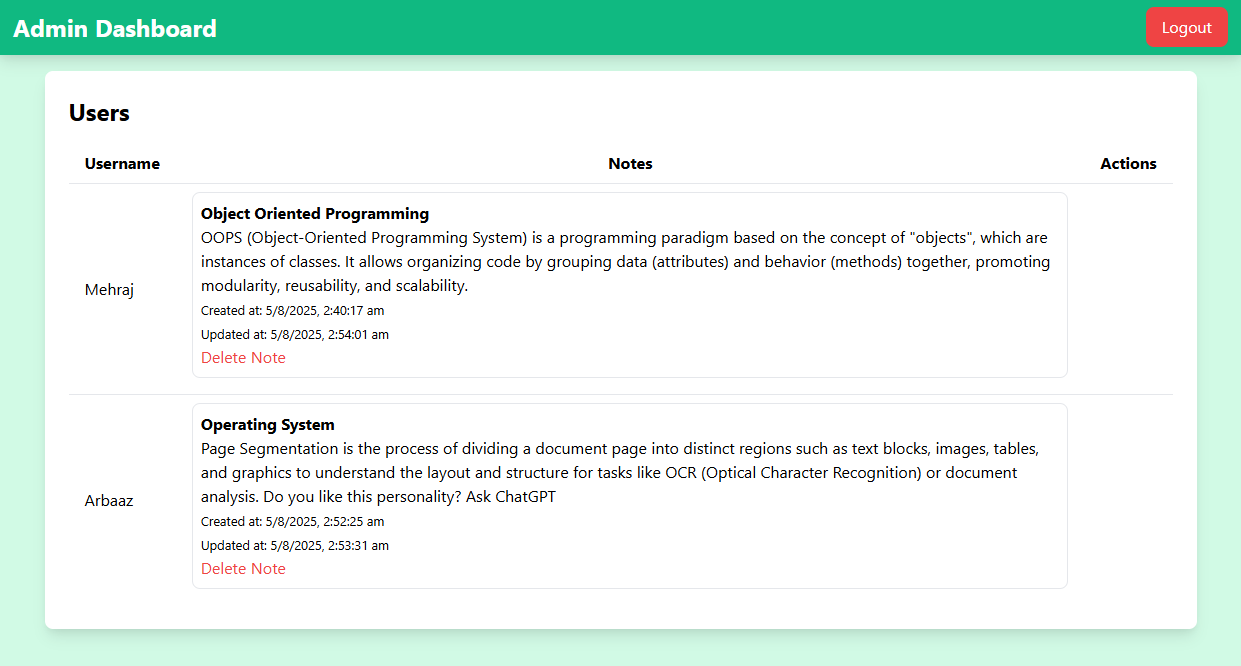 Admin Dashboard
Logout
Users
Username Notes Actions
Object Oriented Programming
OOPS (Object-Oriented Programming System) is a programming paradigm based on the concept of "objects", which are
instances of classes. It allows organizing code by grouping data (attributes) and behavior (methods) together, promoting
modularity, reusability, and scalability.
Mehraj
Created at: 5/8/2025, 2:40:17 am
Updated at: 5/8/2025, 2:54:01 am
Delete Note
Operating System
Page Segmentation is the process of dividing a document page into distinct regions such as text blocks, images, tables,
and graphics to understand the layout and structure for tasks like OCR (Optical Character Recognition) or document
analysis. Do you like this personality? Ask ChatGPT
Arbaaz
Created at: 5/8/2025, 2:52:25 am
Updated at: 5/8/2025, 2:53:31 am
Delete Note